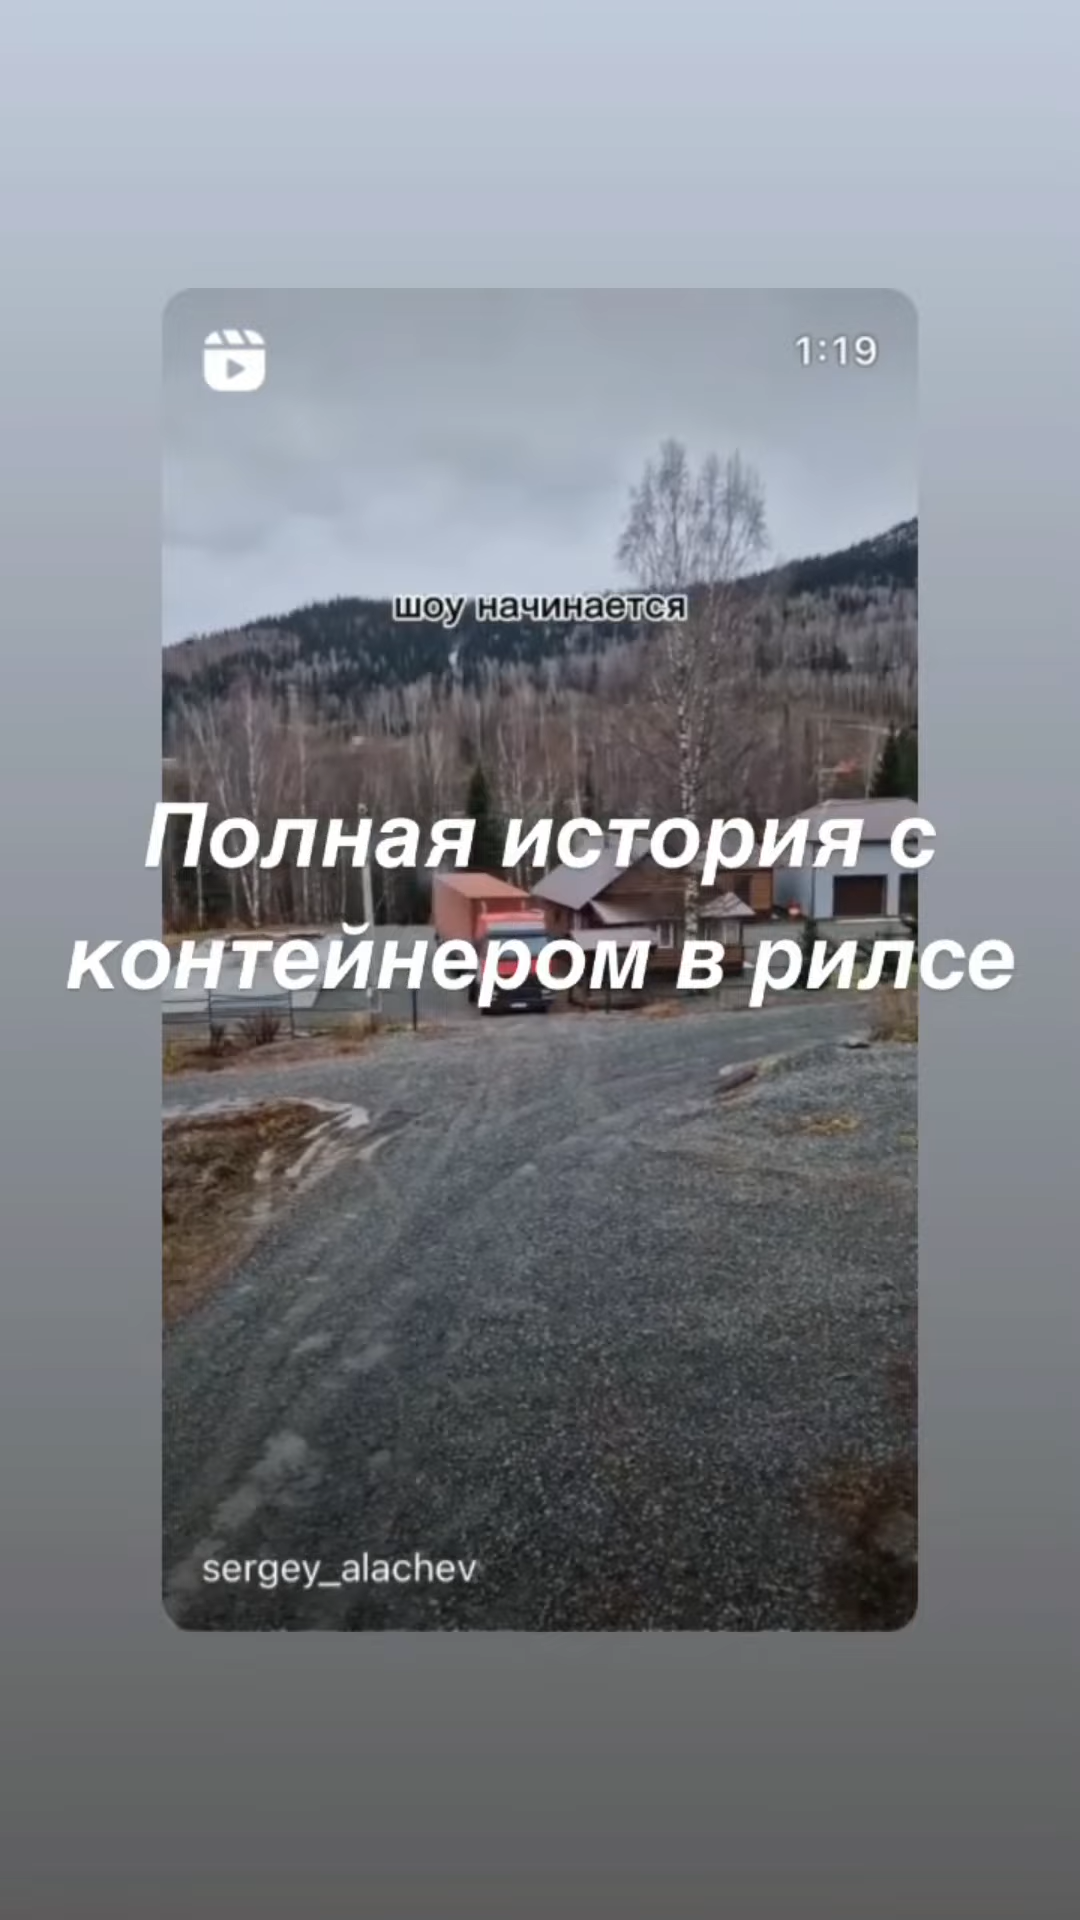 1:19
шоу начинается
Полная история с
контейнером в рилсе
sergey_alachev